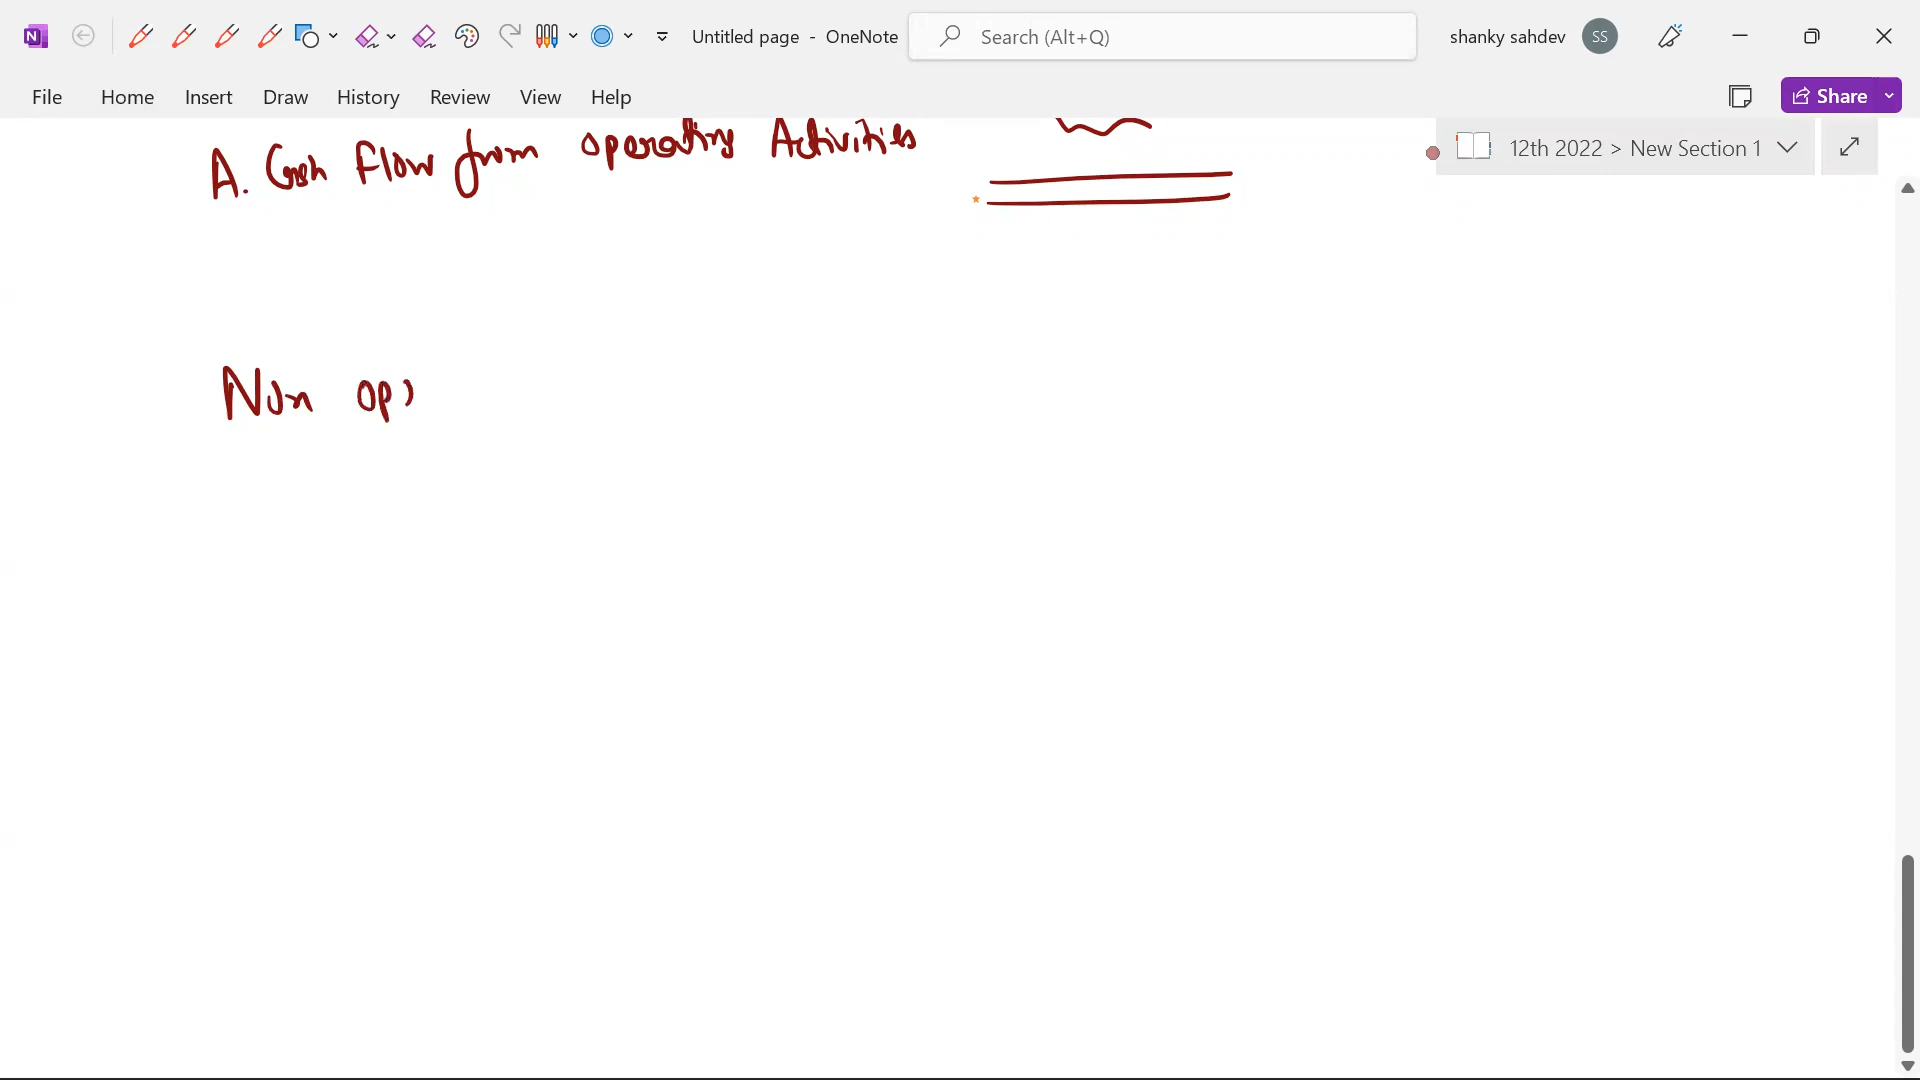 Untitled page - OneNote
Search (Alt+Q)
shanky sahdev
SS
File Home Insert Draw History Review View Help
Share
A. Cash Flow from operating Activities
12th 2022 > New Section 1
Non op